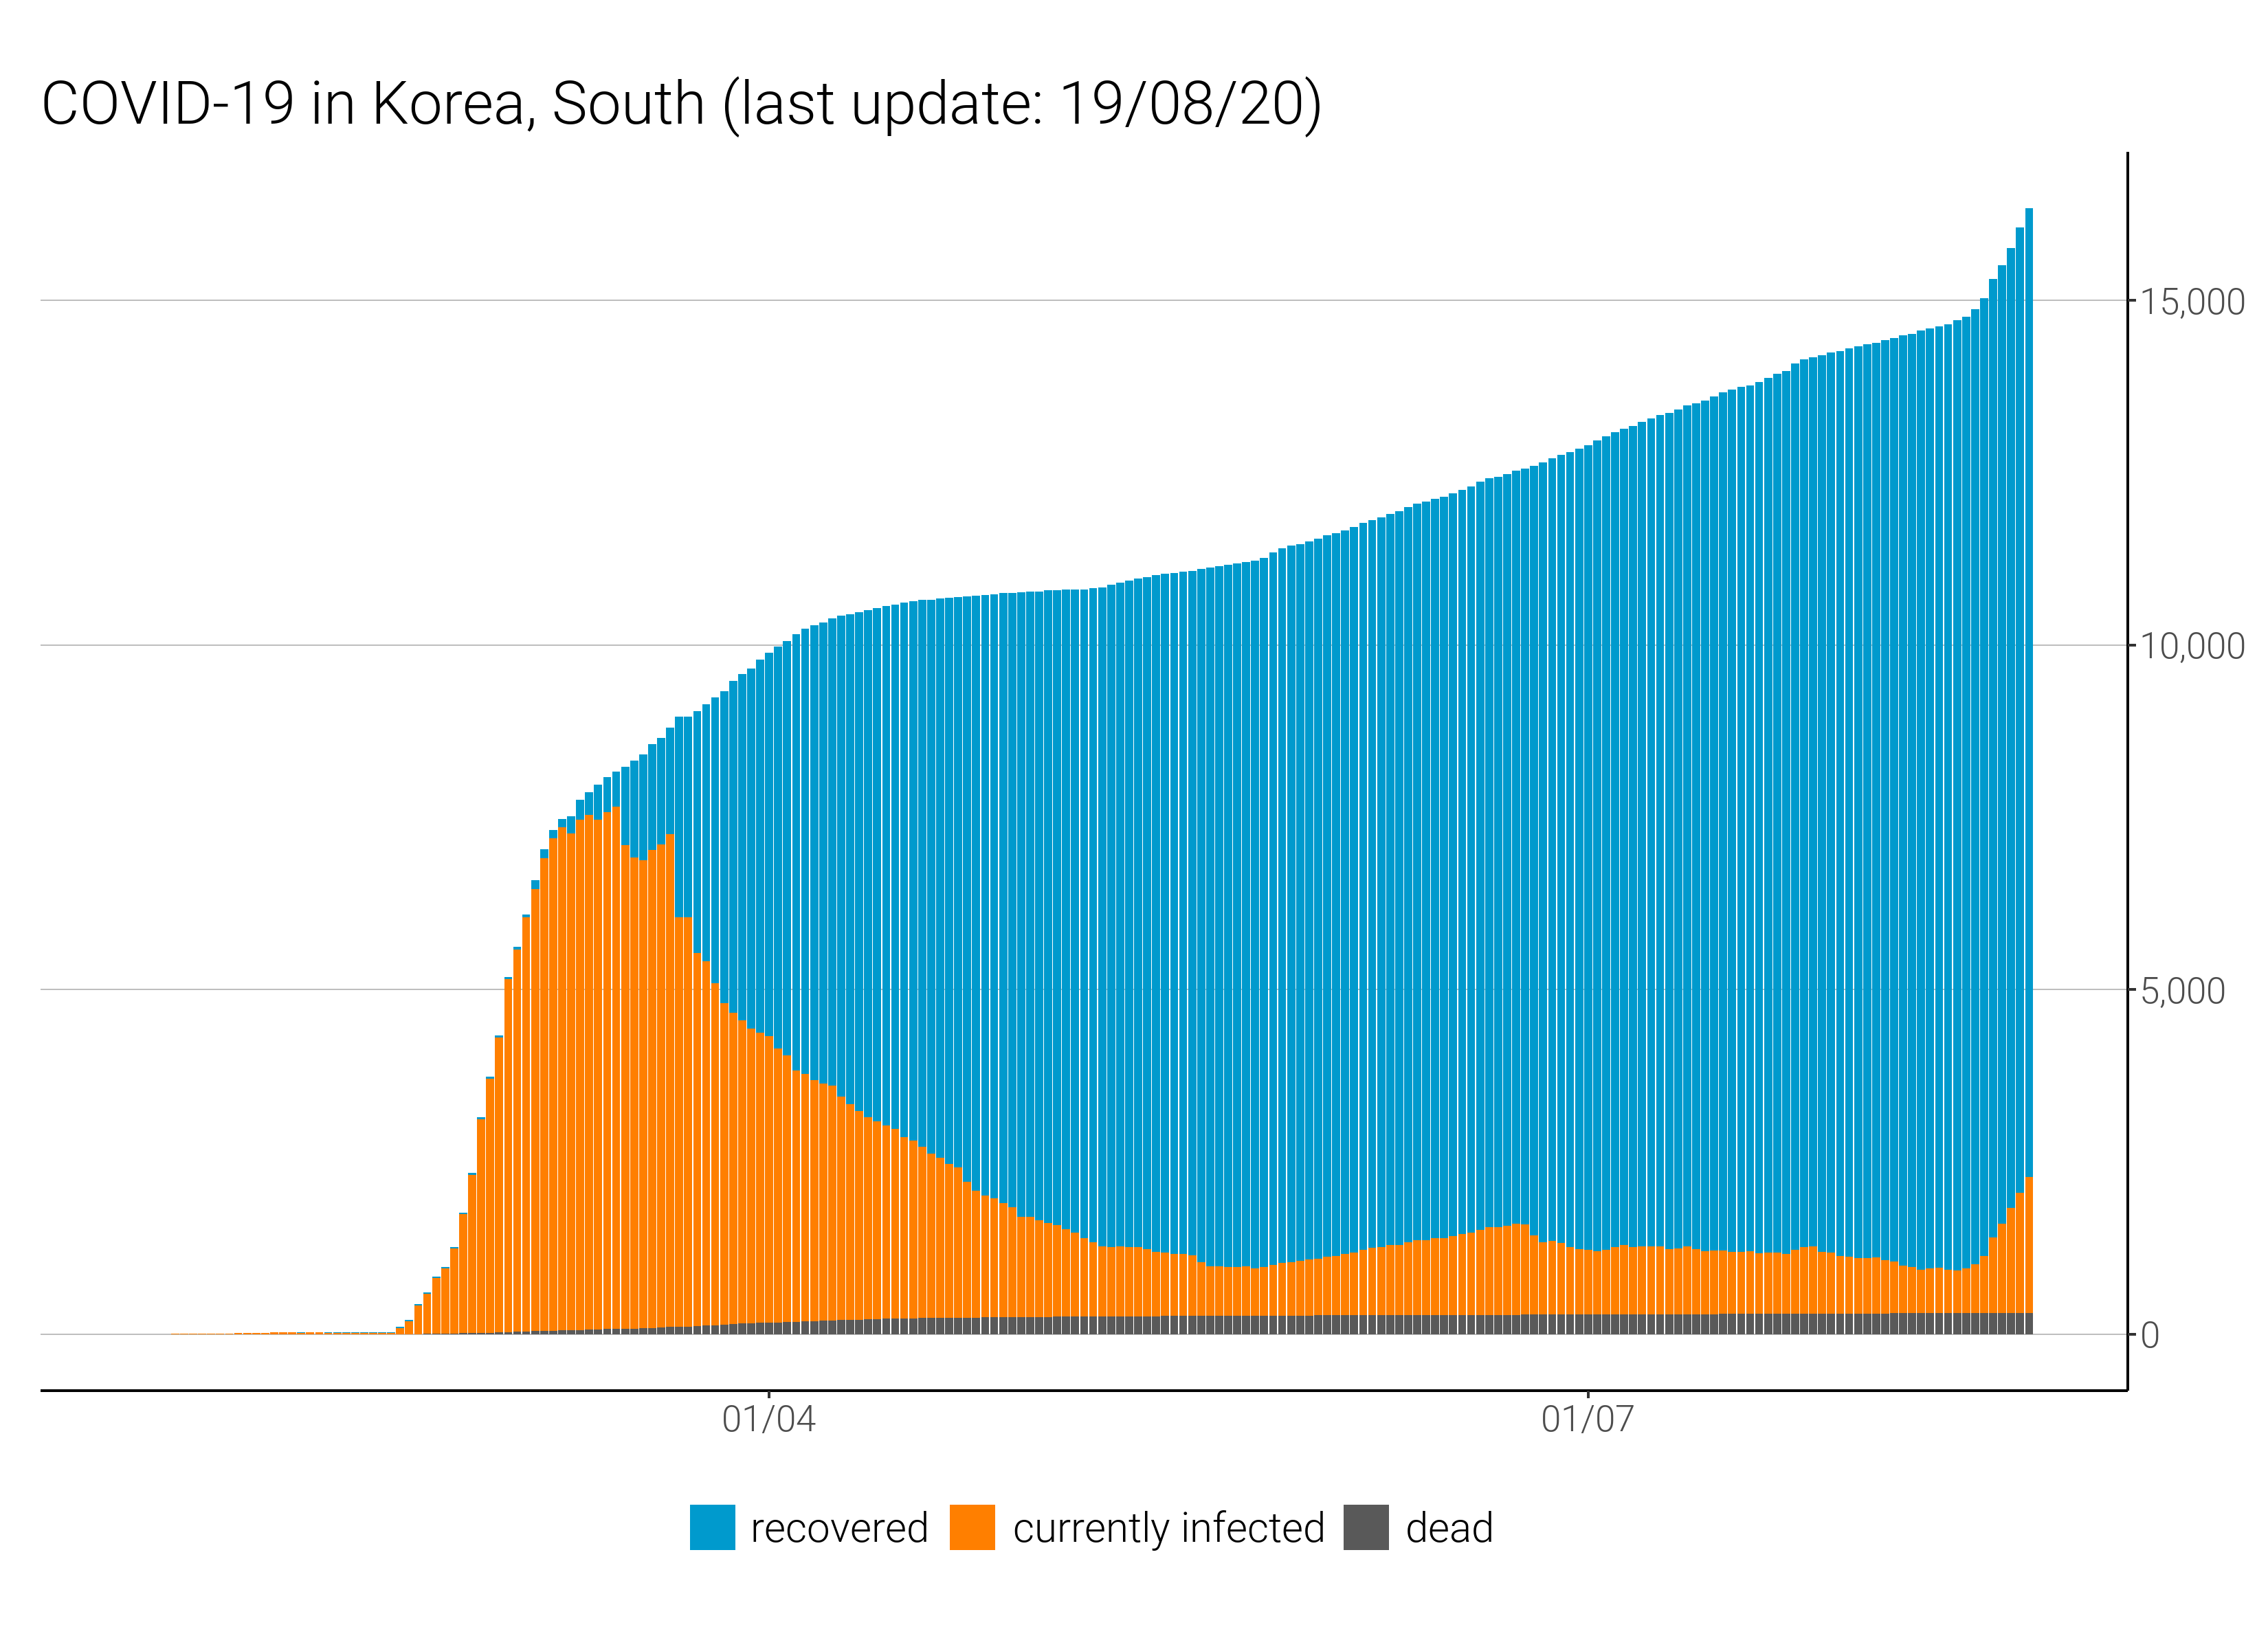 COVID-19 in Korea, South (last update: 19/08/20)
15,000
10,000
5,000
0
01/04 01/07
recovered currently infected dead